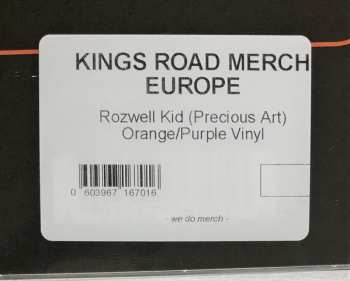 KINGS ROAD MERCH
EUROPE
Rozwell Kid (Precious Art)
Orange/Purple Vinyl
0 603967 167016
- we do merch -